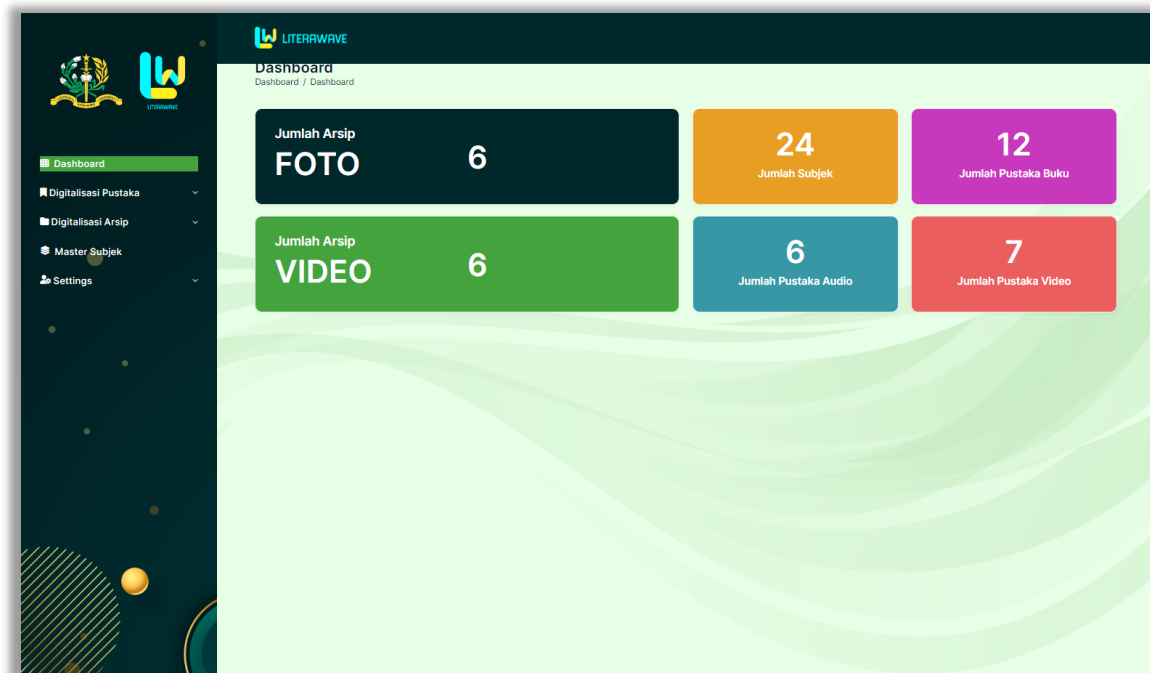 LITERAWAVE
LITERAWAVE
Dashboard
Digitalisasi Pustaka
Digitalisasi Arsip
Master Subjek
Settings
Dashboard
Dashboard / Dashboard
Jumlah Arsip
FOTO
6
24
Jumlah Subjek
12
Jumlah Pustaka Buku
Jumlah Arsip
VIDEO
6
6
Jumlah Pustaka Audio
7
Jumlah Pustaka Video